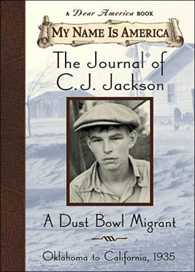 A Dear America BOOK
MY NAME IS AMERICA
The Journal of
C.J. Jackson
A Dust Bowl Migrant
Oklahoma to California, 1935